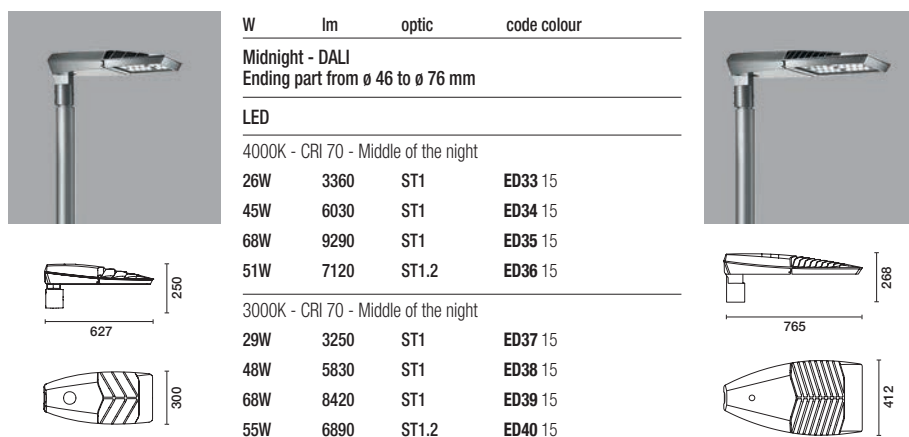 W lm optic code colour
Midnight - DALI
Ending part from ø 46 to ø 76 mm
LED
4000K - CRI 70 - Middle of the night
26W 3360 ST1 ED33 15
45W 6030 ST1 ED34 15
68W 9290 ST1 ED35 15
51W 7120 ST1.2 ED36 15
3000K - CRI 70 - Middle of the night
29W 3250 ST1 ED37 15
48W 5830 ST1 ED38 15
68W 8420 ST1 ED39 15
55W 6890 ST1.2 ED40 15
250
627
300
268
765
412